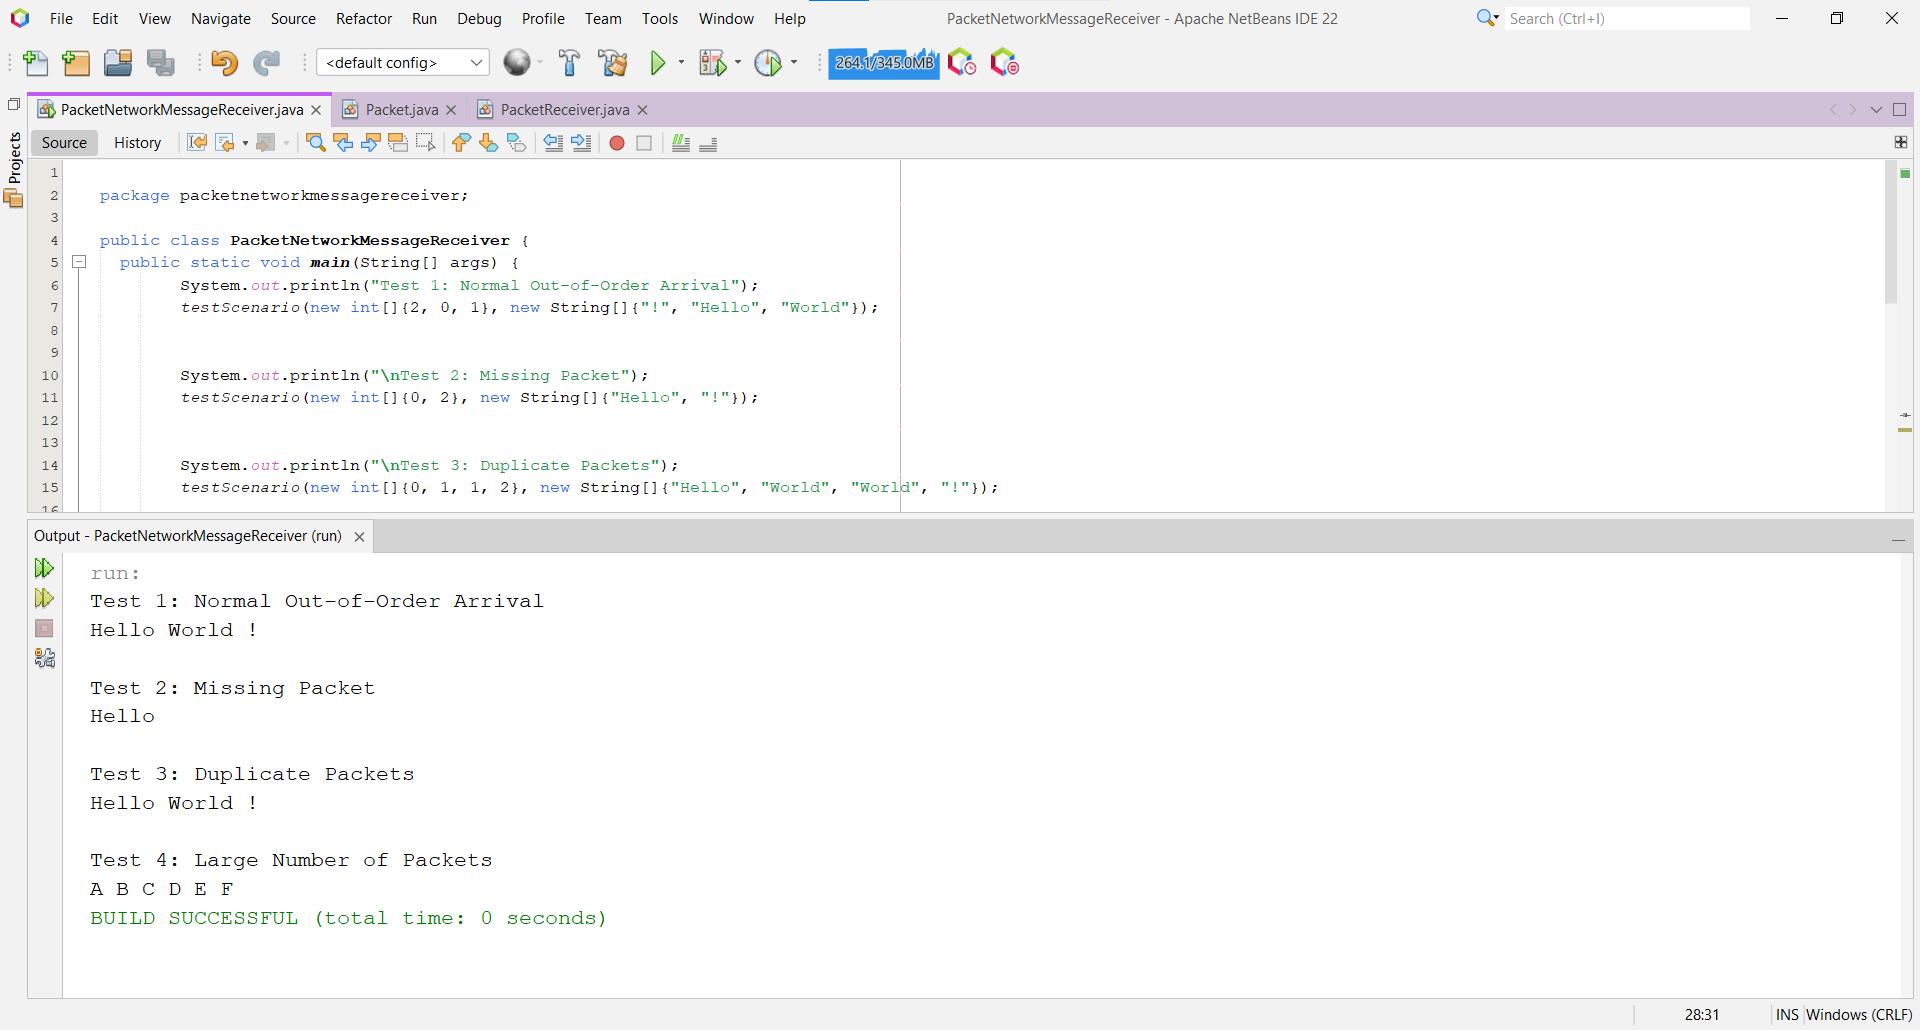 File Edit View Navigate Source Refactor Run Debug Profile Team Tools Window Help PacketNetworkMessageReceiver - Apache NetBeans IDE 22 Search (Ctrl+I)
<default config> 264.1/345.0MB
Projects
PacketNetworkMessageReceiver.java Packet.java PacketReceiver.java
Source History
1
2 package packetnetworkmessagereceiver;
3
4 public class PacketNetworkMessageReceiver {
5 public static void main(String[] args) {
6 System.out.println("Test 1: Normal Out-of-Order Arrival");
7 testScenario(new int[]{2, 0, 1}, new String[]{"!", "Hello", "World"});
8
9
10 System.out.println("\nTest 2: Missing Packet");
11 testScenario(new int[]{0, 2}, new String[]{"Hello", "!"});
12
13
14 System.out.println("\nTest 3: Duplicate Packets");
15 testScenario(new int[]{0, 1, 1, 2}, new String[]{"Hello", "World", "World", "!"});
16
Output - PacketNetworkMessageReceiver (run)
run:
Test 1: Normal Out-of-Order Arrival
Hello World !
Test 2: Missing Packet
Hello
Test 3: Duplicate Packets
Hello World !
Test 4: Large Number of Packets
A B C D E F
BUILD SUCCESSFUL (total time: 0 seconds)
28:31 INS Windows (CRLF)